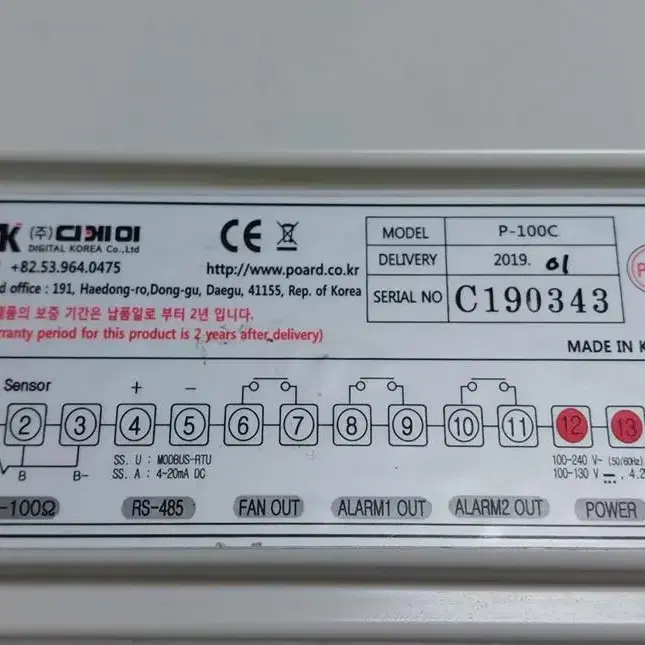 K (주)디케이
DIGITAL KOREA Co.,Ltd
+82.53.964.0475
http://www.poard.co.kr
d office : 191, Haedong-ro,Dong-gu, Daegu, 41155, Rep. of Korea
제품의 보증 기간은 납품일로 부터 2년 입니다.
rranty period for this product is 2 years after delivery)
CE
MODEL P-100C
DELIVERY 2019. 01
SERIAL NO C190343
MADE IN K
Sensor + −
2 3 4 5 6 7 8 9 10 11 12 13
B B-
SS. U : MODBUS-RTU
SS. A : 4~20mA DC
100-240 V~ (50/60Hz)
100-130 V ⎓, 4.2
-100Ω RS-485 FAN OUT ALARM1 OUT ALARM2 OUT POWER